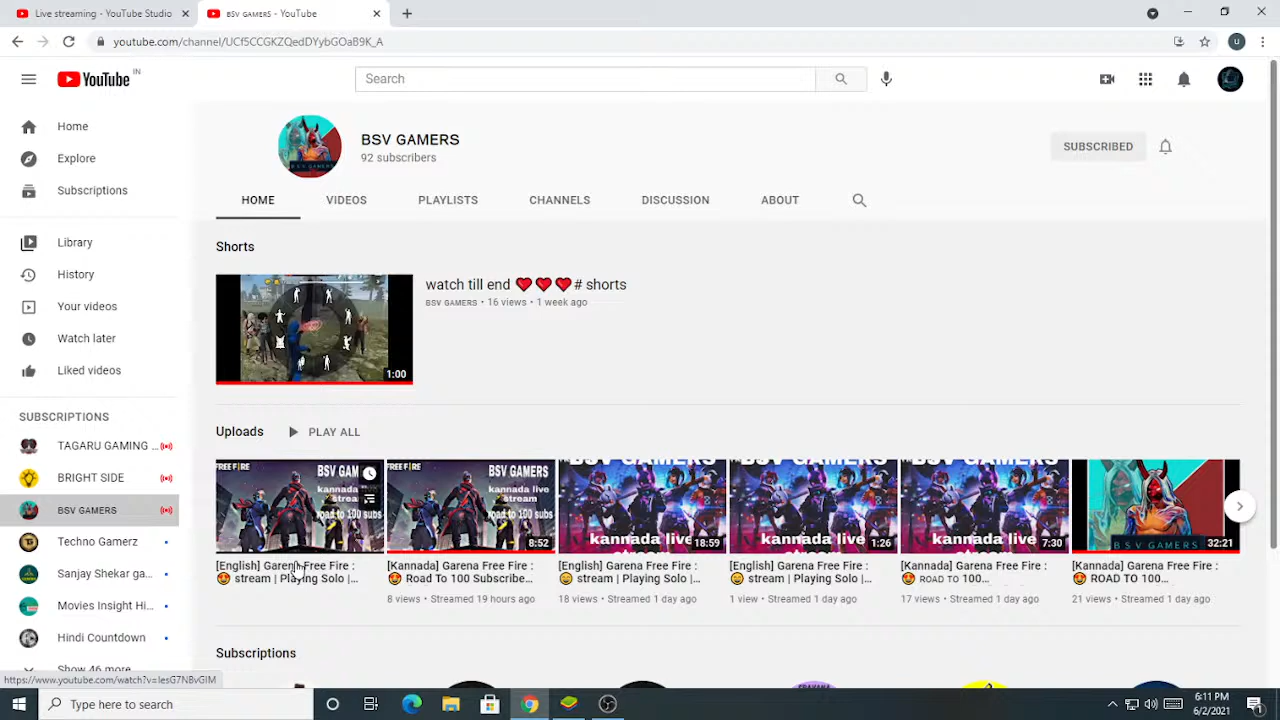 Live streaming - YouTube Studio
BSV GAMERS - YouTube
youtube.com/channel/UCf5CCGKZQedDYybGOaB9K_A
u
YouTube IN
Search
Home
Explore
Subscriptions
Library
History
Your videos
Watch later
Liked videos
SUBSCRIPTIONS
TAGARU GAMING ...
BRIGHT SIDE
BSV GAMERS
Techno Gamerz
Sanjay Shekar ga...
Movies Insight Hi...
Hindi Countdown
Show 46 more
BSV GAMERS
92 subscribers
SUBSCRIBED
HOME VIDEOS PLAYLISTS CHANNELS DISCUSSION ABOUT
Shorts
1:00
watch till end ❤❤❤# shorts
BSV GAMERS • 16 views • 1 week ago
Uploads PLAY ALL
FREE FIRE BSV GAM
kannada
stream
road to 100
FREE FIRE BSV GAMERS
kannada live
stream
road to 100 subs
8:52
BSV GAMERS
kannada live
stream
18:59
BSV GAMERS
kannada live
stream
1:26
BSV GAMERS
kannada live
7:30
BSV GAMERS
32:21
[English] Garena Free Fire :
😍 stream | Playing Solo |...
[Kannada] Garena Free Fire :
😍 Road To 100 Subscribe...
8 views • Streamed 19 hours ago
[English] Garena Free Fire :
😄 stream | Playing Solo |...
18 views • Streamed 1 day ago
[English] Garena Free Fire :
😄 stream | Playing Solo |...
1 view • Streamed 1 day ago
[Kannada] Garena Free Fire :
😍 ROAD TO 100...
17 views • Streamed 1 day ago
[Kannada] Garena Free Fire :
😍 ROAD TO 100...
21 views • Streamed 1 day ago
Subscriptions
https://www.youtube.com/watch?v=IesG7NBvGIM
Type here to search
6:11 PM
6/2/2021